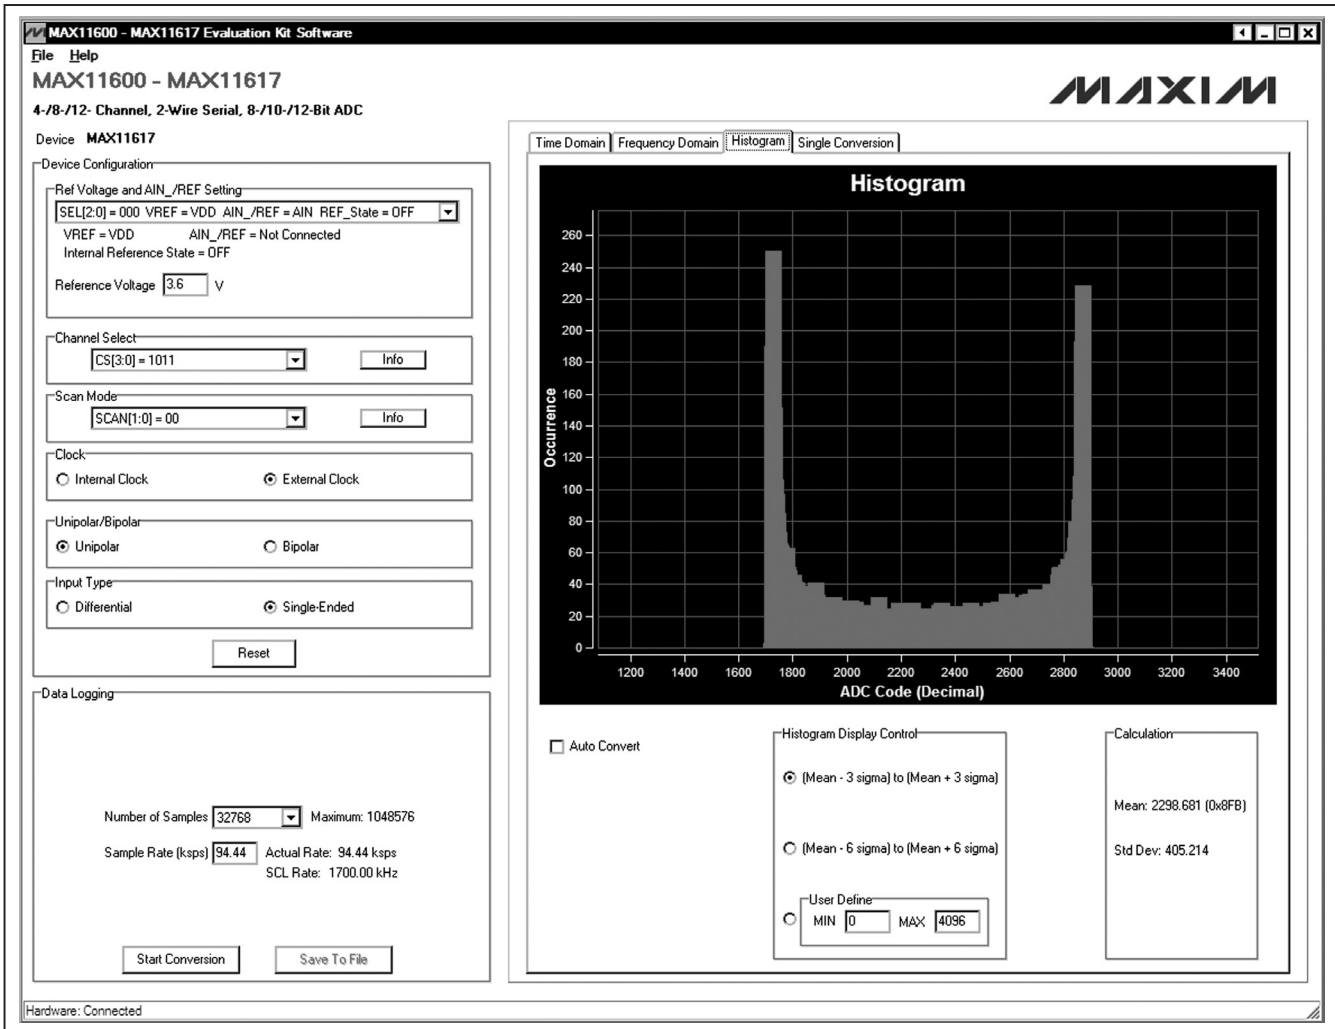 MAX11600 - MAX11617 Evaluation Kit Software
File Help
MAX11600 - MAX11617
MAXIM
4-/8-/12- Channel, 2-Wire Serial, 8-/10-/12-Bit ADC
Device MAX11617
Device Configuration
Ref Voltage and AIN_/REF Setting
SEL[2:0] = 000 VREF = VDD AIN_/REF = AIN REF_State = OFF
VREF = VDD AIN_/REF = Not Connected
Internal Reference State = OFF
Reference Voltage 3.6 V
Channel Select
CS[3:0] = 1011 Info
Scan Mode
SCAN[1:0] = 00 Info
Clock
Internal Clock External Clock
Unipolar/Bipolar
Unipolar Bipolar
Input Type
Differential Single-Ended
Reset
Data Logging
Number of Samples 32768 Maximum: 1048576
Sample Rate (ksps) 94.44 Actual Rate: 94.44 ksps
SCL Rate: 1700.00 kHz
Start Conversion Save To File
Time Domain Frequency Domain Histogram Single Conversion
Histogram
Occurrence
260
240
220
200
180
160
140
120
100
80
60
40
20
0
1200 1400 1600 1800 2000 2200 2400 2600 2800 3000 3200 3400
ADC Code (Decimal)
Auto Convert
Histogram Display Control
(Mean - 3 sigma) to (Mean + 3 sigma)
(Mean - 6 sigma) to (Mean + 6 sigma)
User Define
MIN 0 MAX 4096
Calculation
Mean: 2298.681 (0x8FB)
Std Dev: 405.214
Hardware: Connected